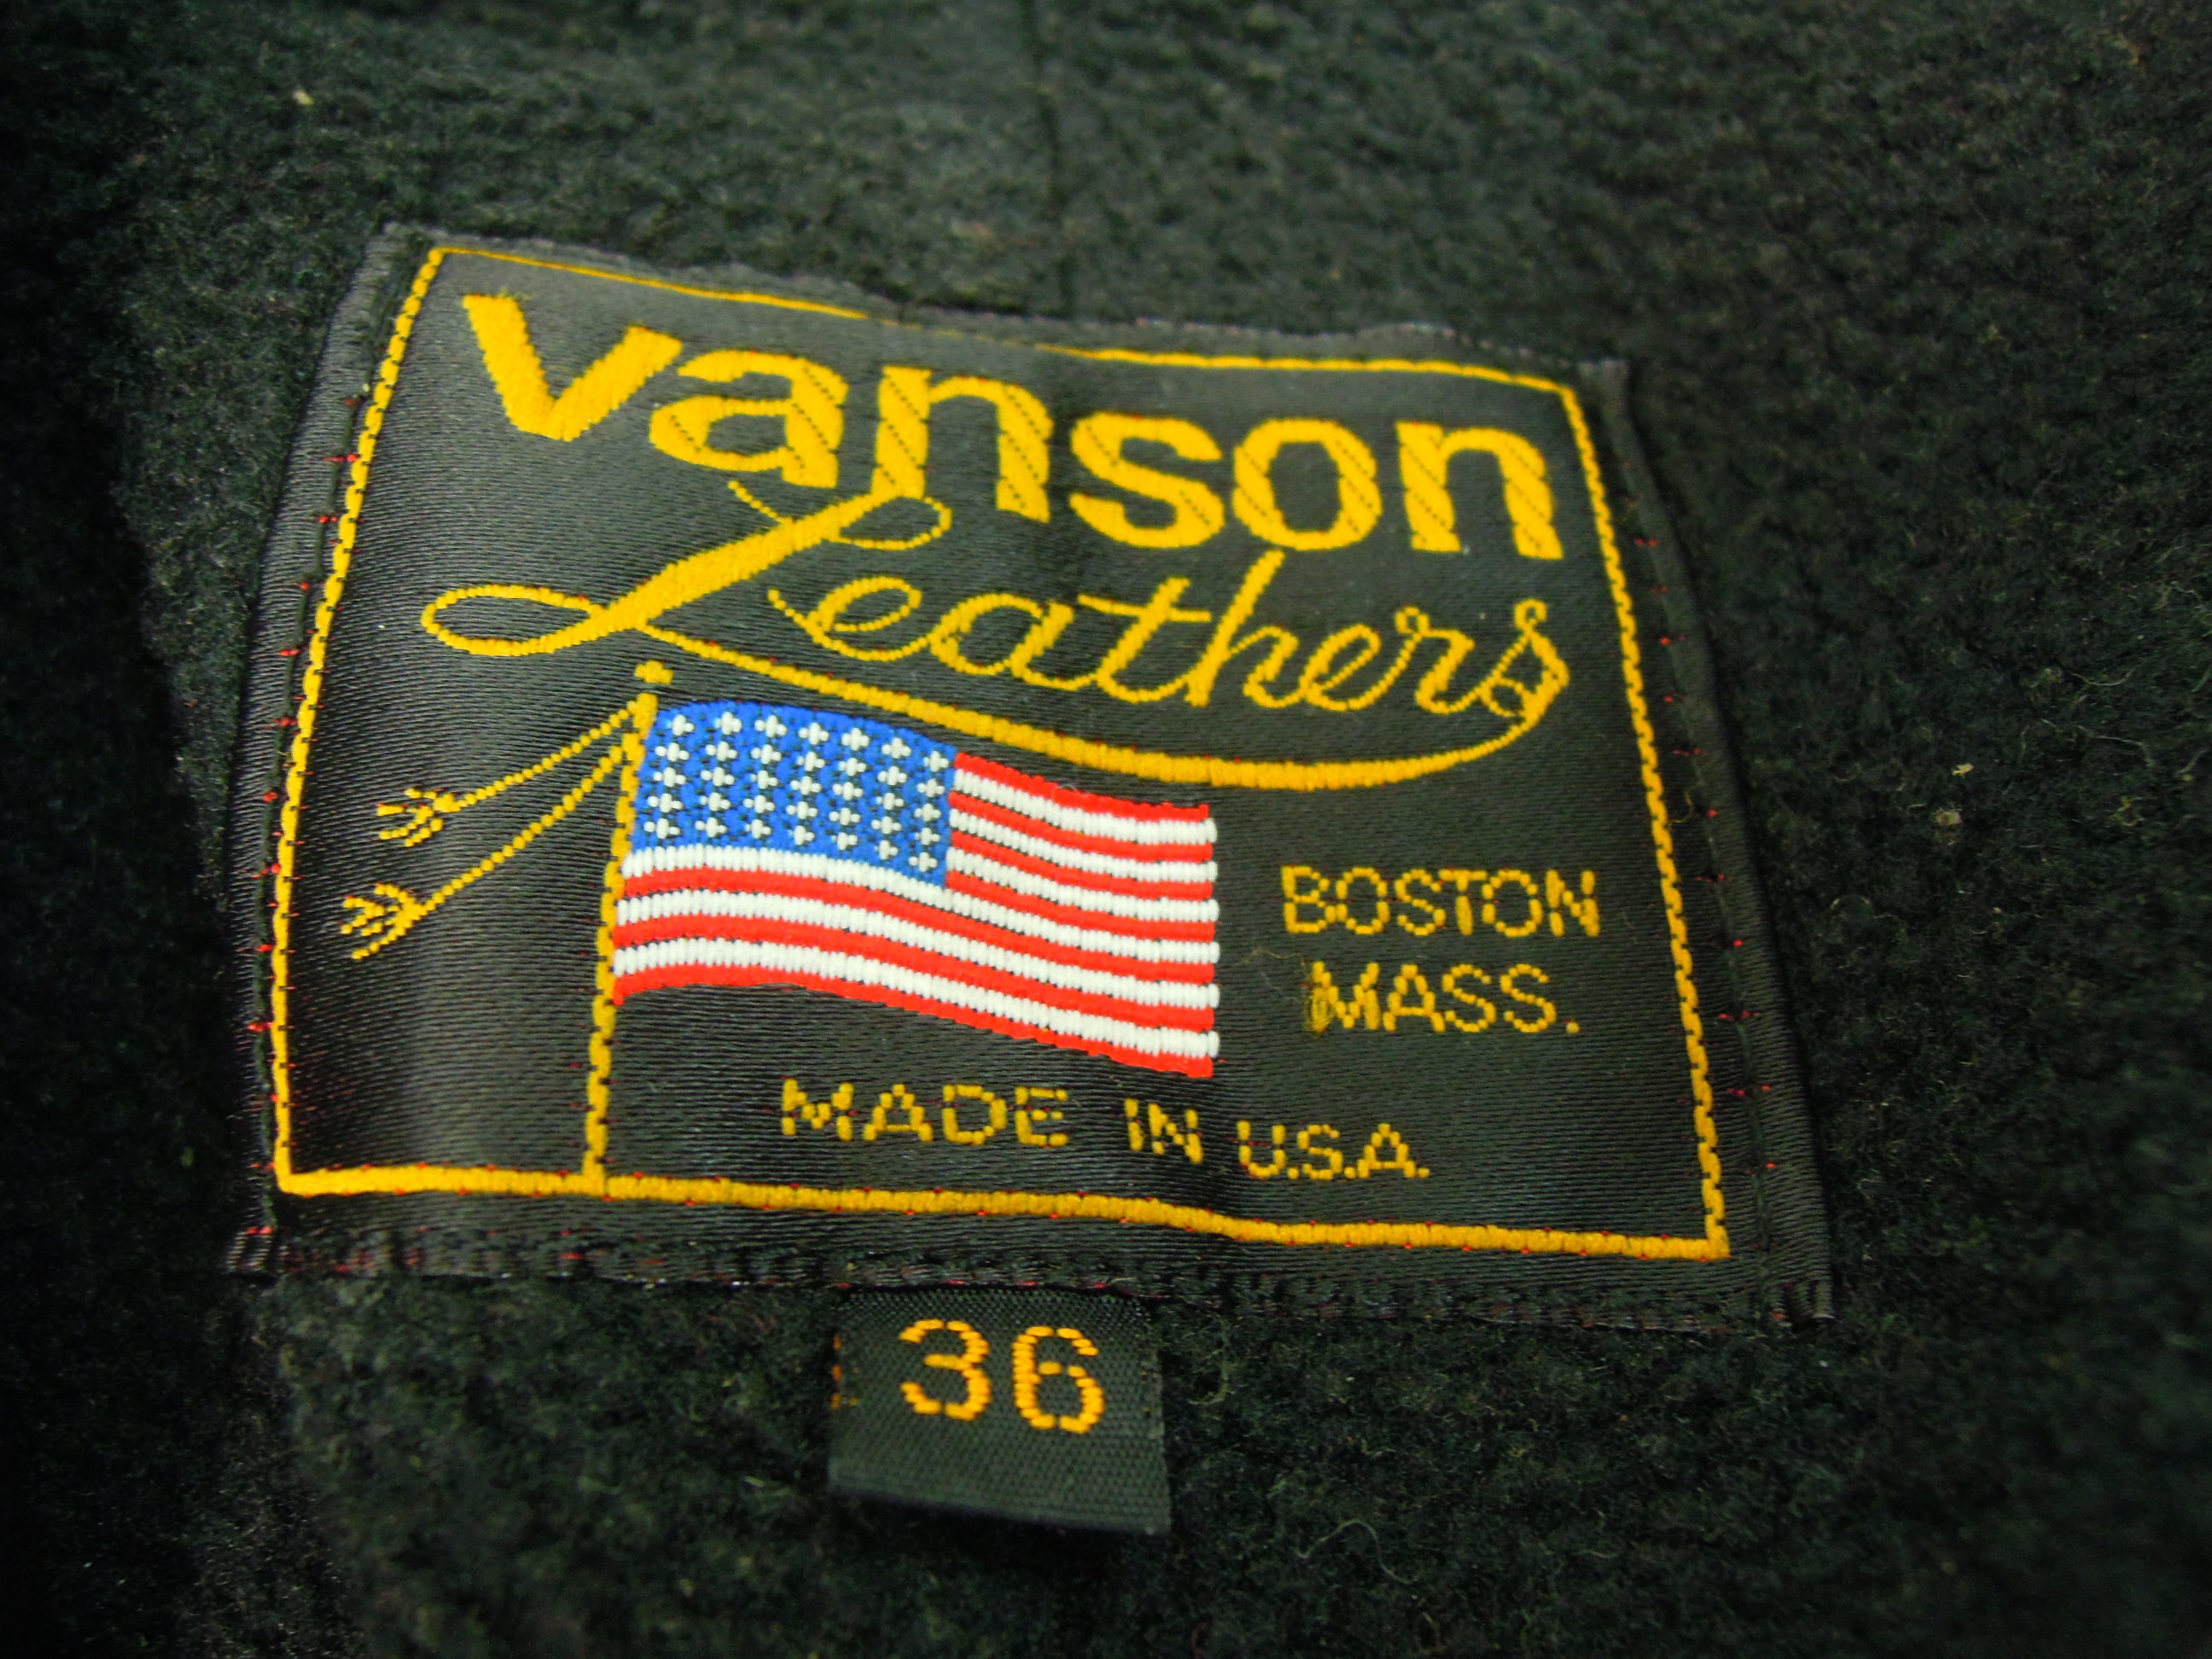 Vanson
Leathers
BOSTON
MASS.
MADE IN U.S.A.
36